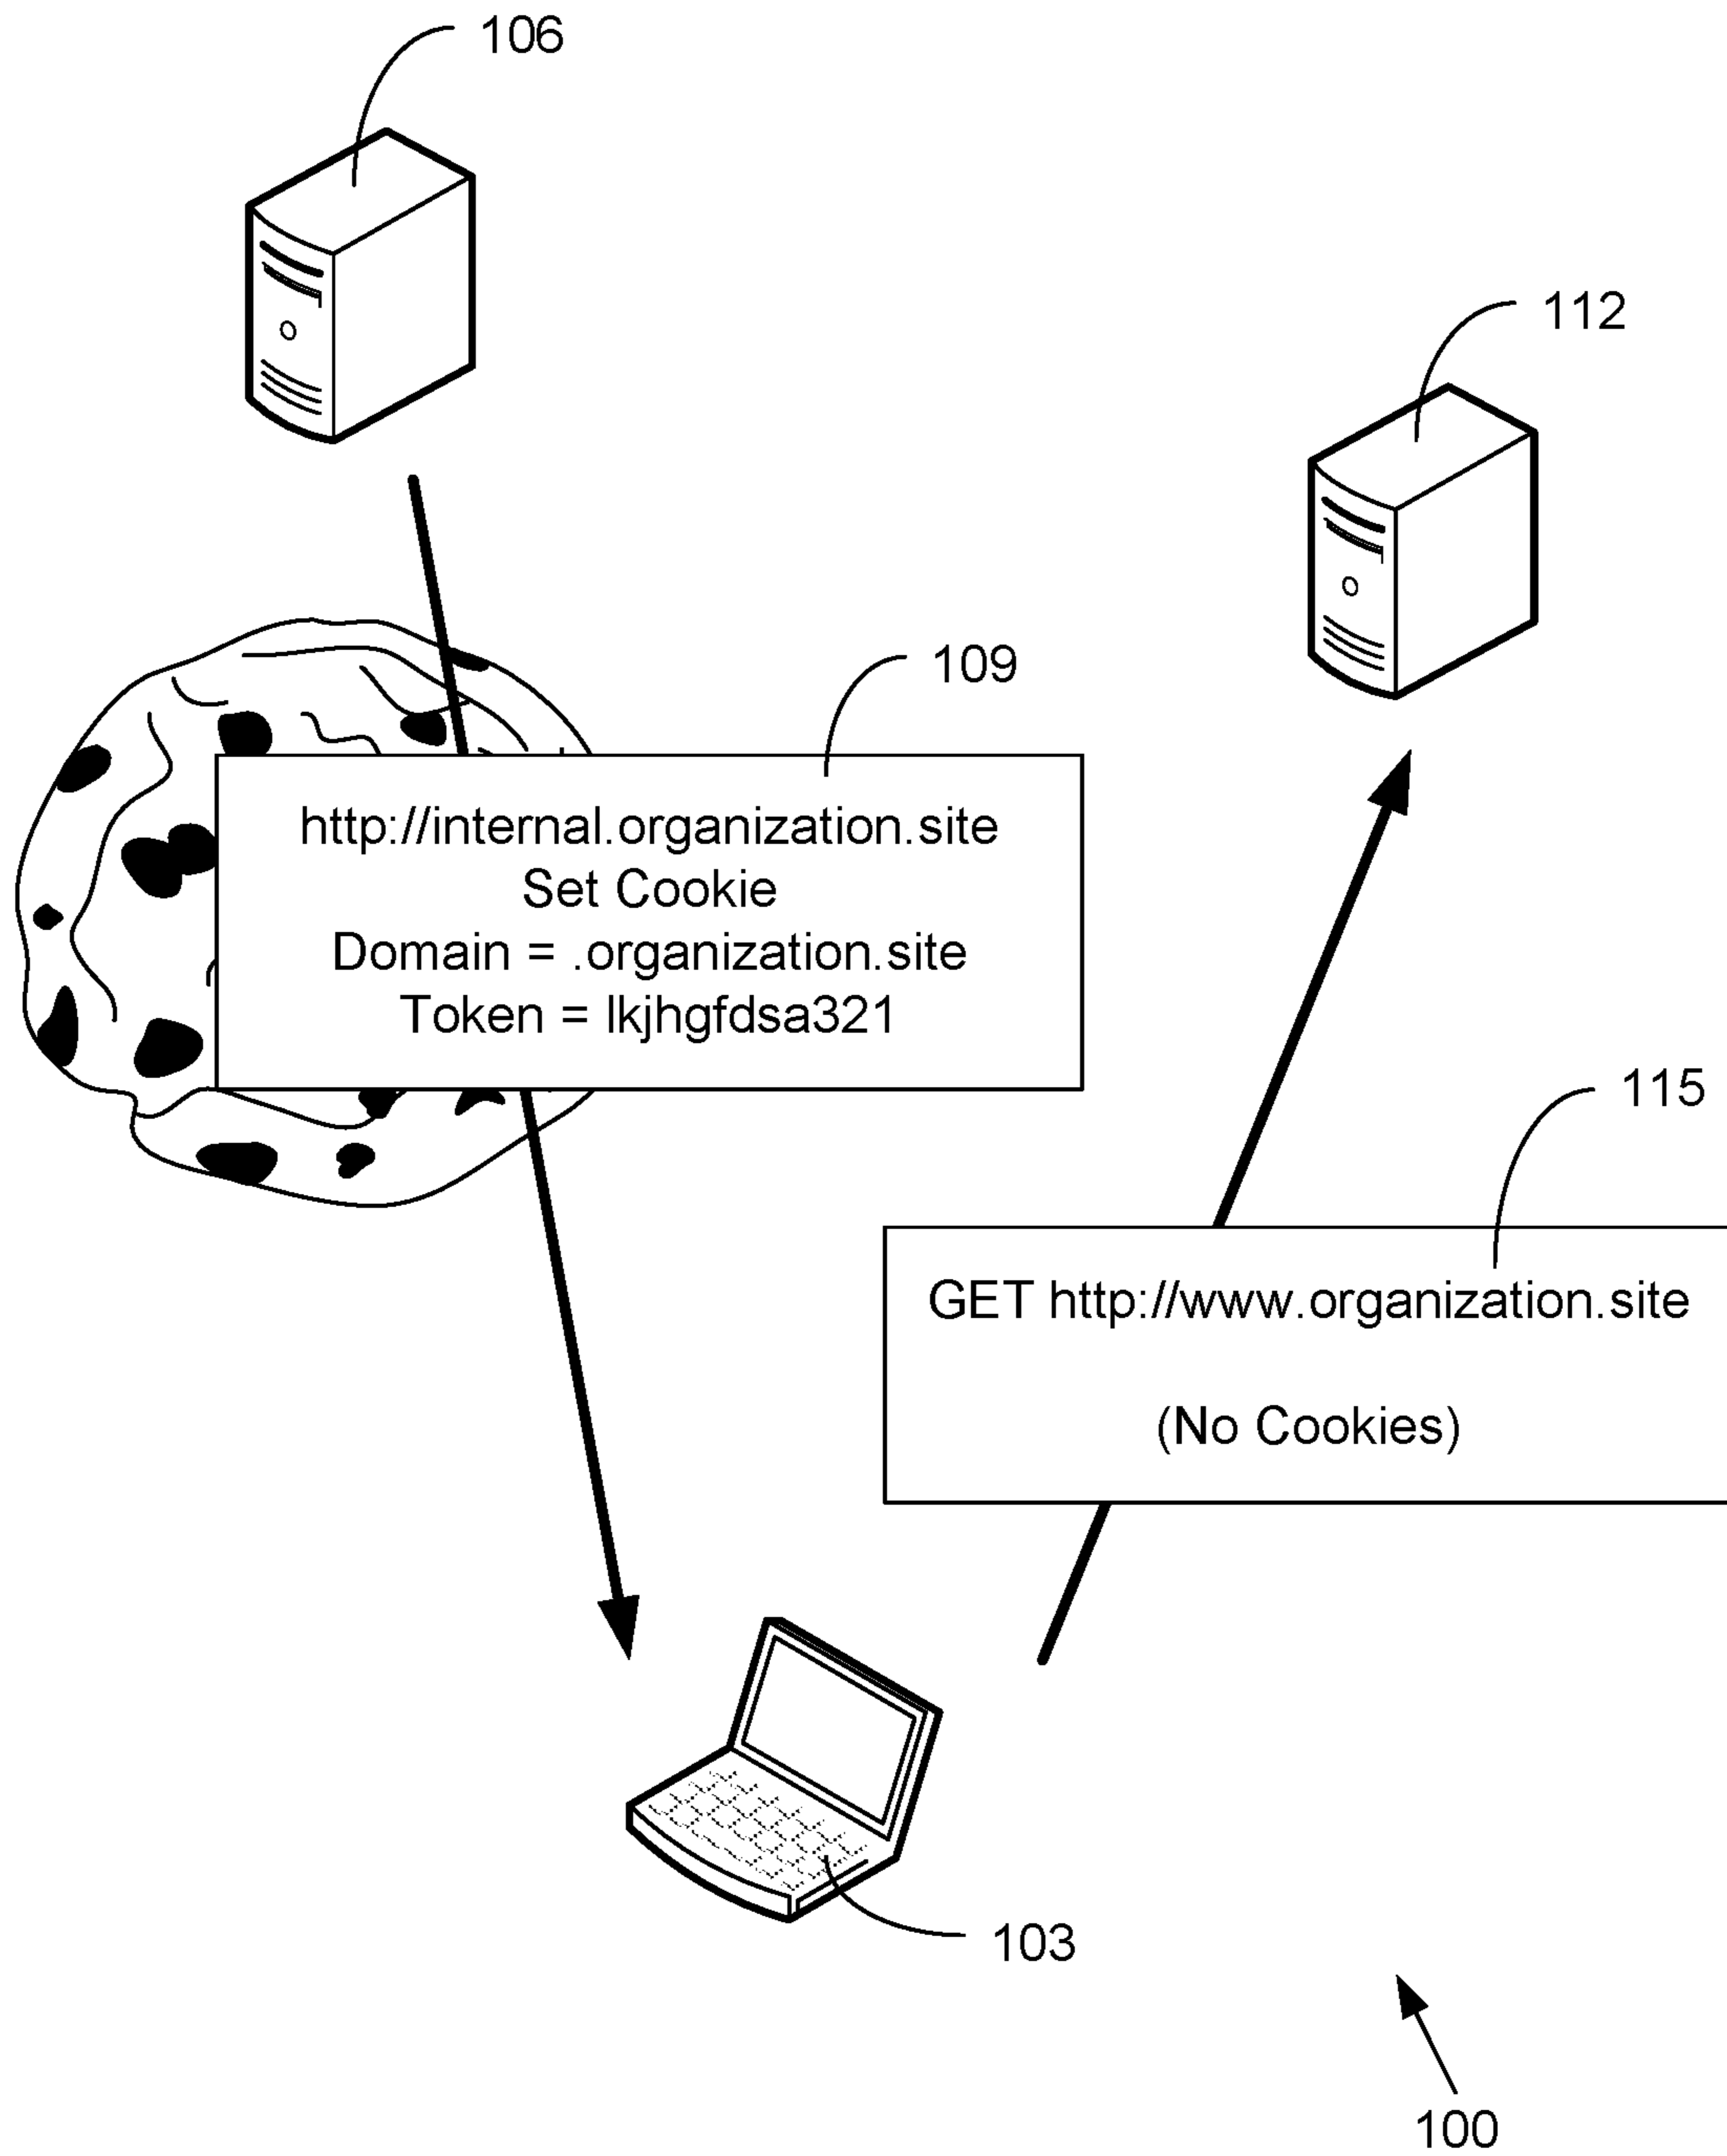 106
112
109
http://internal.organization.site
Set Cookie
Domain = .organization.site
Token = lkjhgfdsa321
115
GET http://www.organization.site
(No Cookies)
103
100